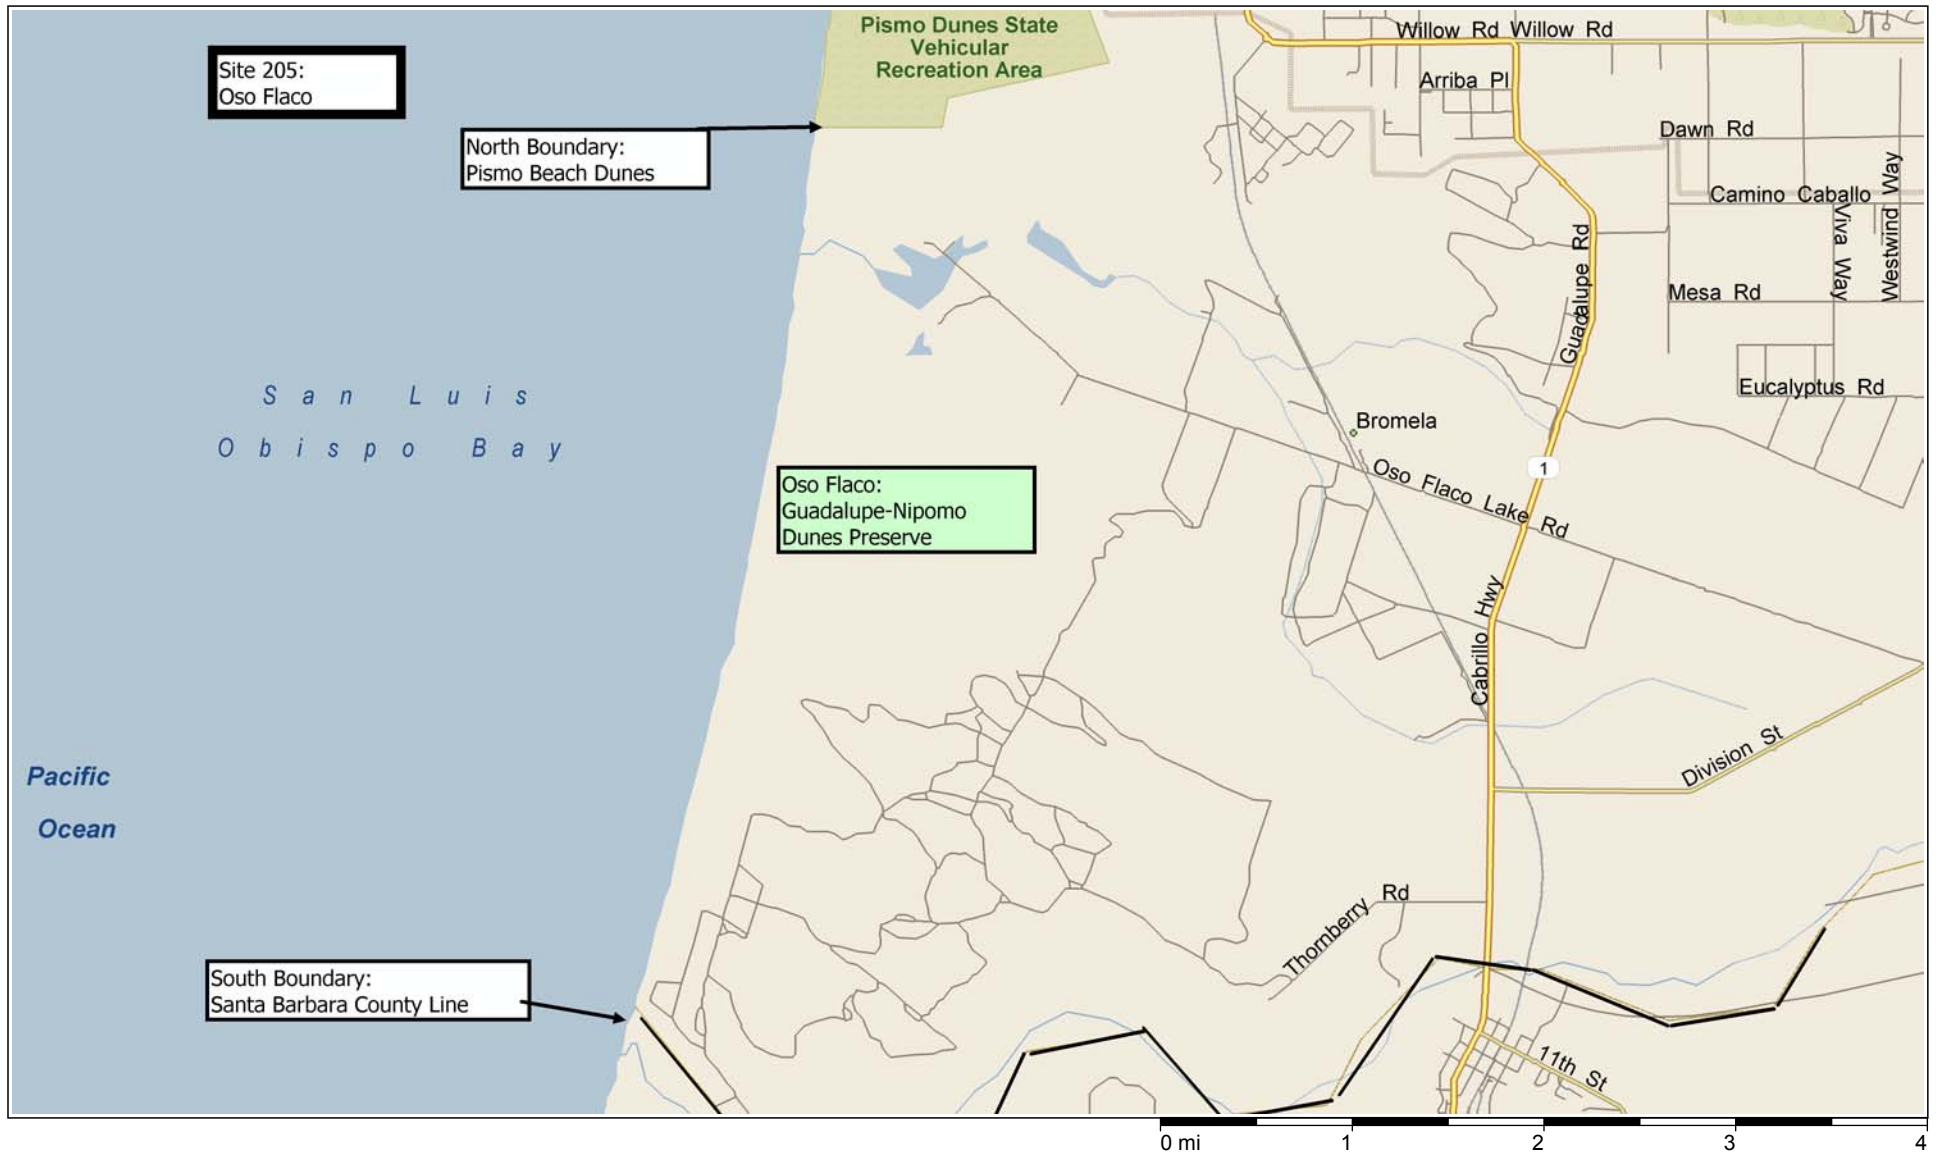 Site 205:
Oso Flaco
Pismo Dunes State
Vehicular
Recreation Area
North Boundary:
Pismo Beach Dunes
Willow Rd Willow Rd
Arriba Pl
Dawn Rd
Camino Caballo
Viva Way
Westwind Way
Guadalupe Rd
Mesa Rd
Eucalyptus Rd
San Luis
Obispo Bay
Bromela
1
Oso Flaco Lake Rd
Oso Flaco:
Guadalupe-Nipomo
Dunes Preserve
Cabrillo Hwy
Division St
Pacific
Ocean
Thornberry Rd
South Boundary:
Santa Barbara County Line
11th St
0 mi 1 2 3 4